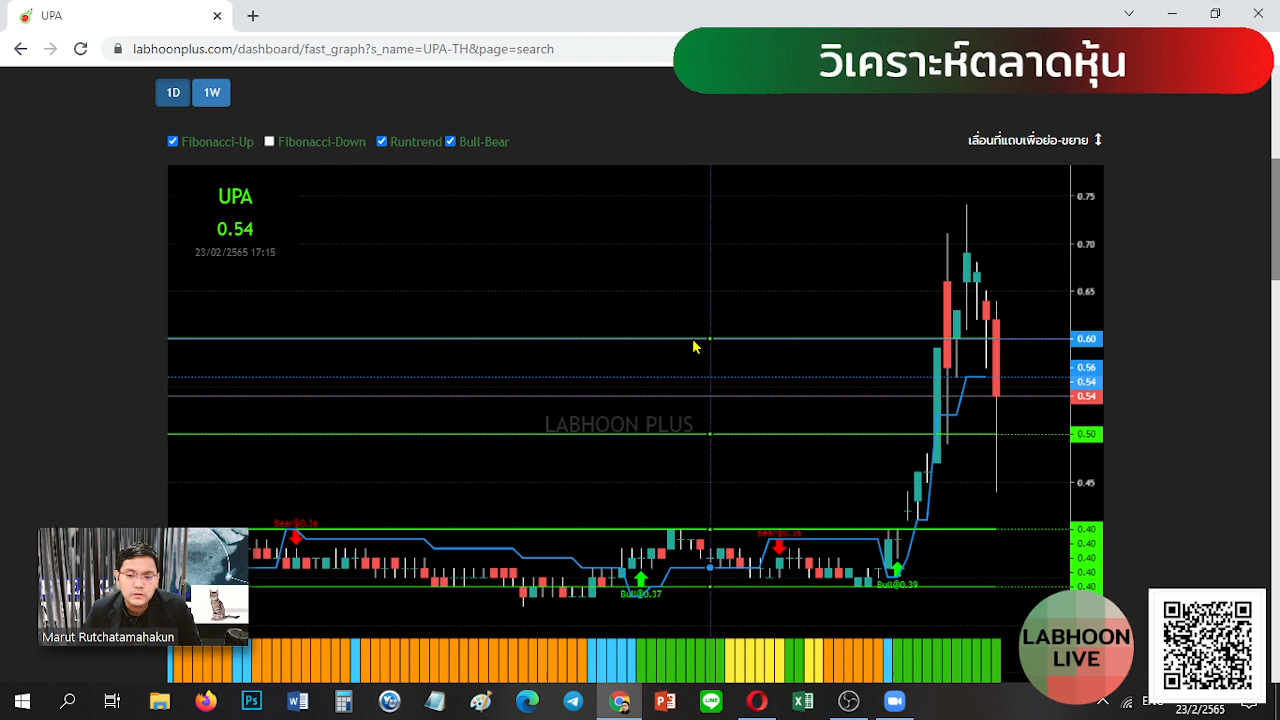 UPA
labhoonplus.com/dashboard/fast_graph?s_name=UPA-TH&page=search
วิเคราะห์ตลาดหุ้น
1D
1W
Fibonacci-Up
Fibonacci-Down
Runtrend
Bull-Bear
เลื่อนที่แถบเพื่อย่อ-ขยาย
UPA
0.54
23/02/2565 17:15
0.75
0.70
0.65
0.60
0.56
0.54
0.54
LABHOON PLUS
0.50
0.45
Bear@0.36
0.40
0.40
0.40
0.40
0.40
Bull@0.37
Bull@0.39
Marut Rutchatamahakun
LABHOON
LIVE
23/2/2565